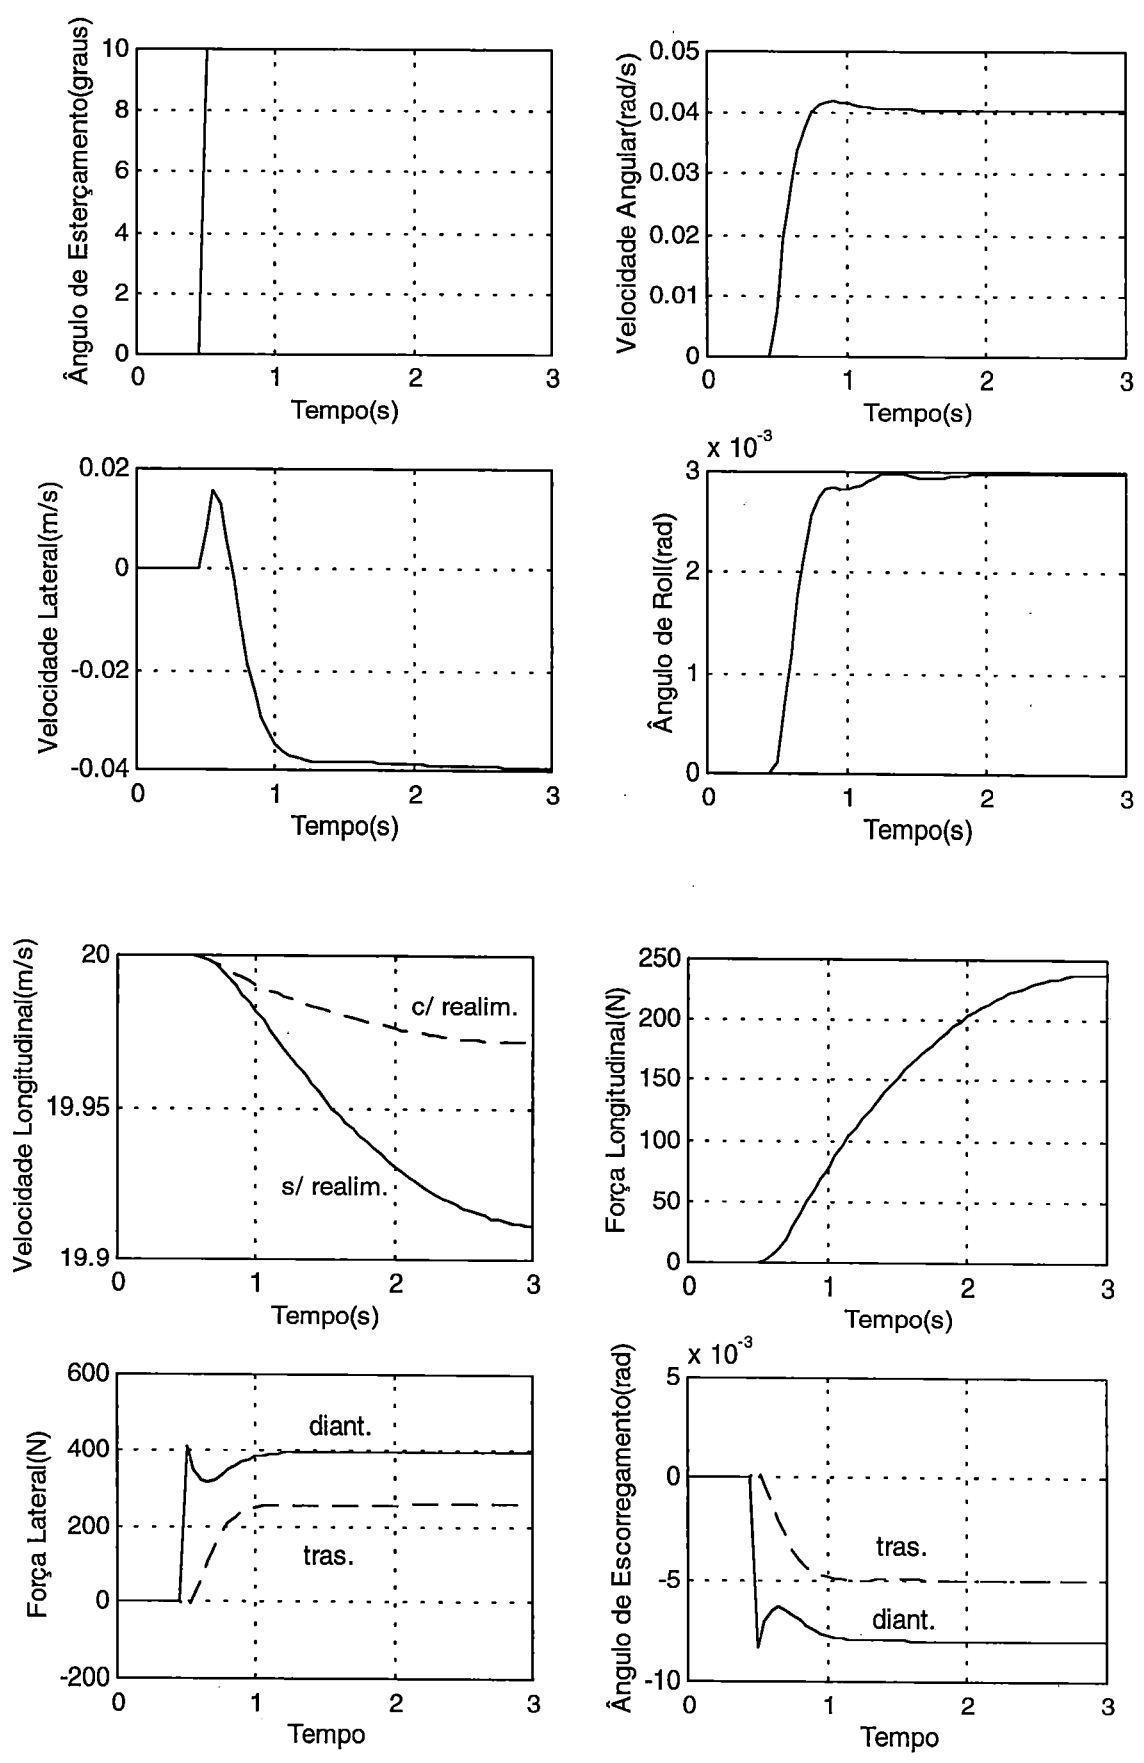 Ângulo de Esterçamento(graus)
10
8
6
4
2
0
0 1 2 3
Tempo(s)
Velocidade Angular(rad/s)
0.05
0.04
0.03
0.02
0.01
0
0 1 2 3
Tempo(s)
Velocidade Lateral(m/s)
0.02
0
-0.02
-0.04
0 1 2 3
Tempo(s)
x 10-3
Ângulo de Roll(rad)
3
2
1
0
0 1 2 3
Tempo(s)
Velocidade Longitudinal(m/s)
20
19.95
19.9
c/ realim.
s/ realim.
0 1 2 3
Tempo(s)
Força Longitudinal(N)
250
200
150
100
50
0
0 1 2 3
Tempo(s)
Força Lateral(N)
600
400
200
0
-200
diant.
tras.
0 1 2 3
Tempo
x 10-3
Ângulo de Escorregamento(rad)
5
0
-5
-10
tras.
diant.
0 1 2 3
Tempo